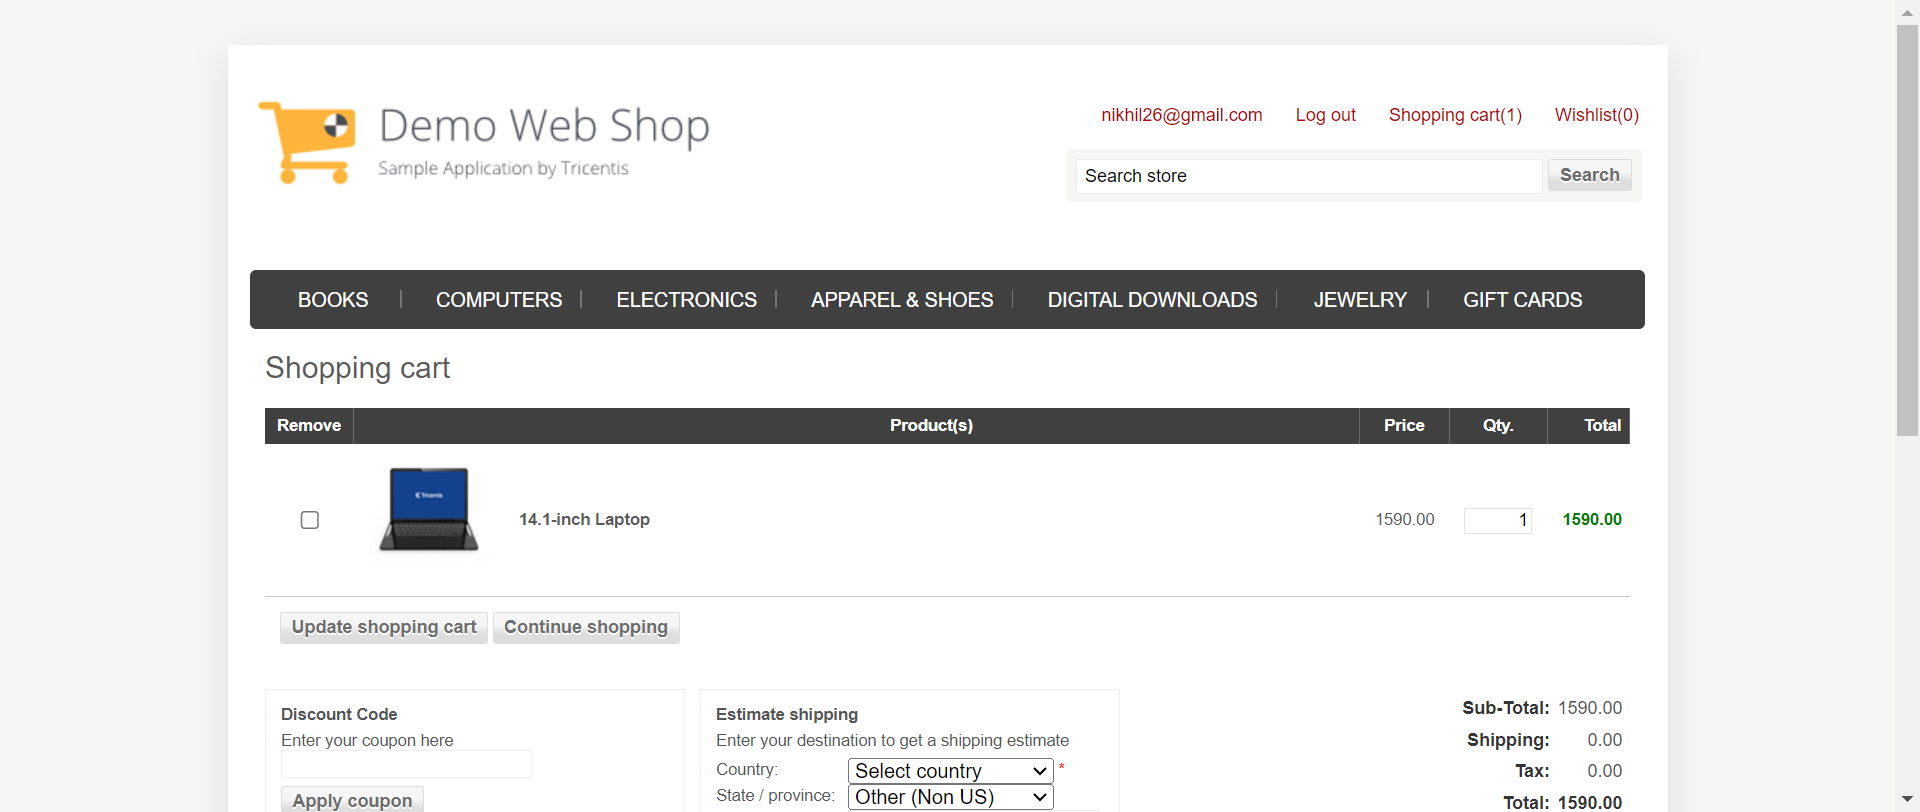 Demo Web Shop
Sample Application by Tricentis
nikhil26@gmail.com Log out Shopping cart(1) Wishlist(0)
Search store Search
BOOKS COMPUTERS ELECTRONICS APPAREL & SHOES DIGITAL DOWNLOADS JEWELRY GIFT CARDS
Shopping cart
Remove Product(s) Price Qty. Total
Tricentis
14.1-inch Laptop 1590.00 1 1590.00
Update shopping cart Continue shopping
Discount Code
Enter your coupon here
Apply coupon
Estimate shipping
Enter your destination to get a shipping estimate
Country: Select country *
State / province: Other (Non US)
Sub-Total: 1590.00
Shipping: 0.00
Tax: 0.00
Total: 1590.00